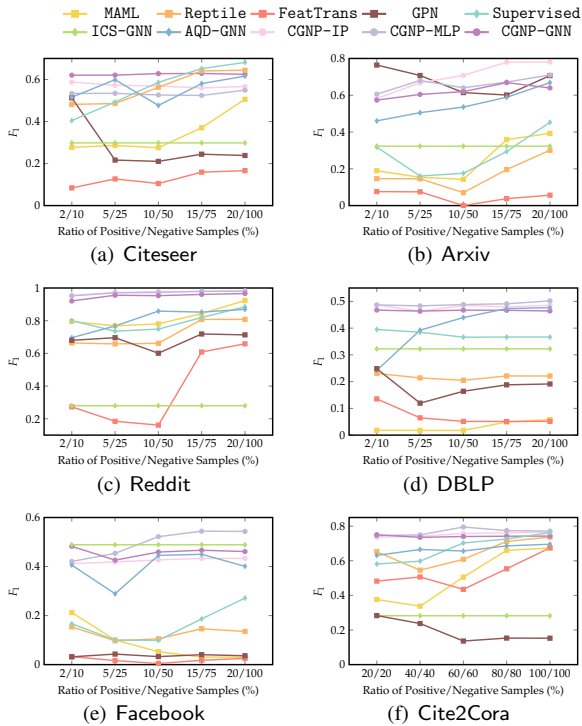 MAML Reptile FeatTrans GPN Supervised
ICS-GNN AQD-GNN CGNP-IP CGNP-MLP CGNP-GNN
0.6
0.4
0.2
0
F1
2/10 5/25 10/50 15/75 20/100
Ratio of Positive/Negative Samples (%)
(a) Citeseer
0.8
0.6
0.4
0.2
0
F1
2/10 5/25 10/50 15/75 20/100
Ratio of Positive/Negative Samples (%)
(b) Arxiv
1
0.8
0.6
0.4
0.2
F1
2/10 5/25 10/50 15/75 20/100
Ratio of Positive/Negative Samples (%)
(c) Reddit
0.5
0.4
0.3
0.2
0.1
0
F1
2/10 5/25 10/50 15/75 20/100
Ratio of Positive/Negative Samples (%)
(d) DBLP
0.6
0.4
0.2
0
F1
2/10 5/25 10/50 15/75 20/100
Ratio of Positive/Negative Samples (%)
(e) Facebook
0.8
0.6
0.4
0.2
0
F1
20/20 40/40 60/60 80/80 100/100
Ratio of Positive/Negative Samples (%)
(f) Cite2Cora